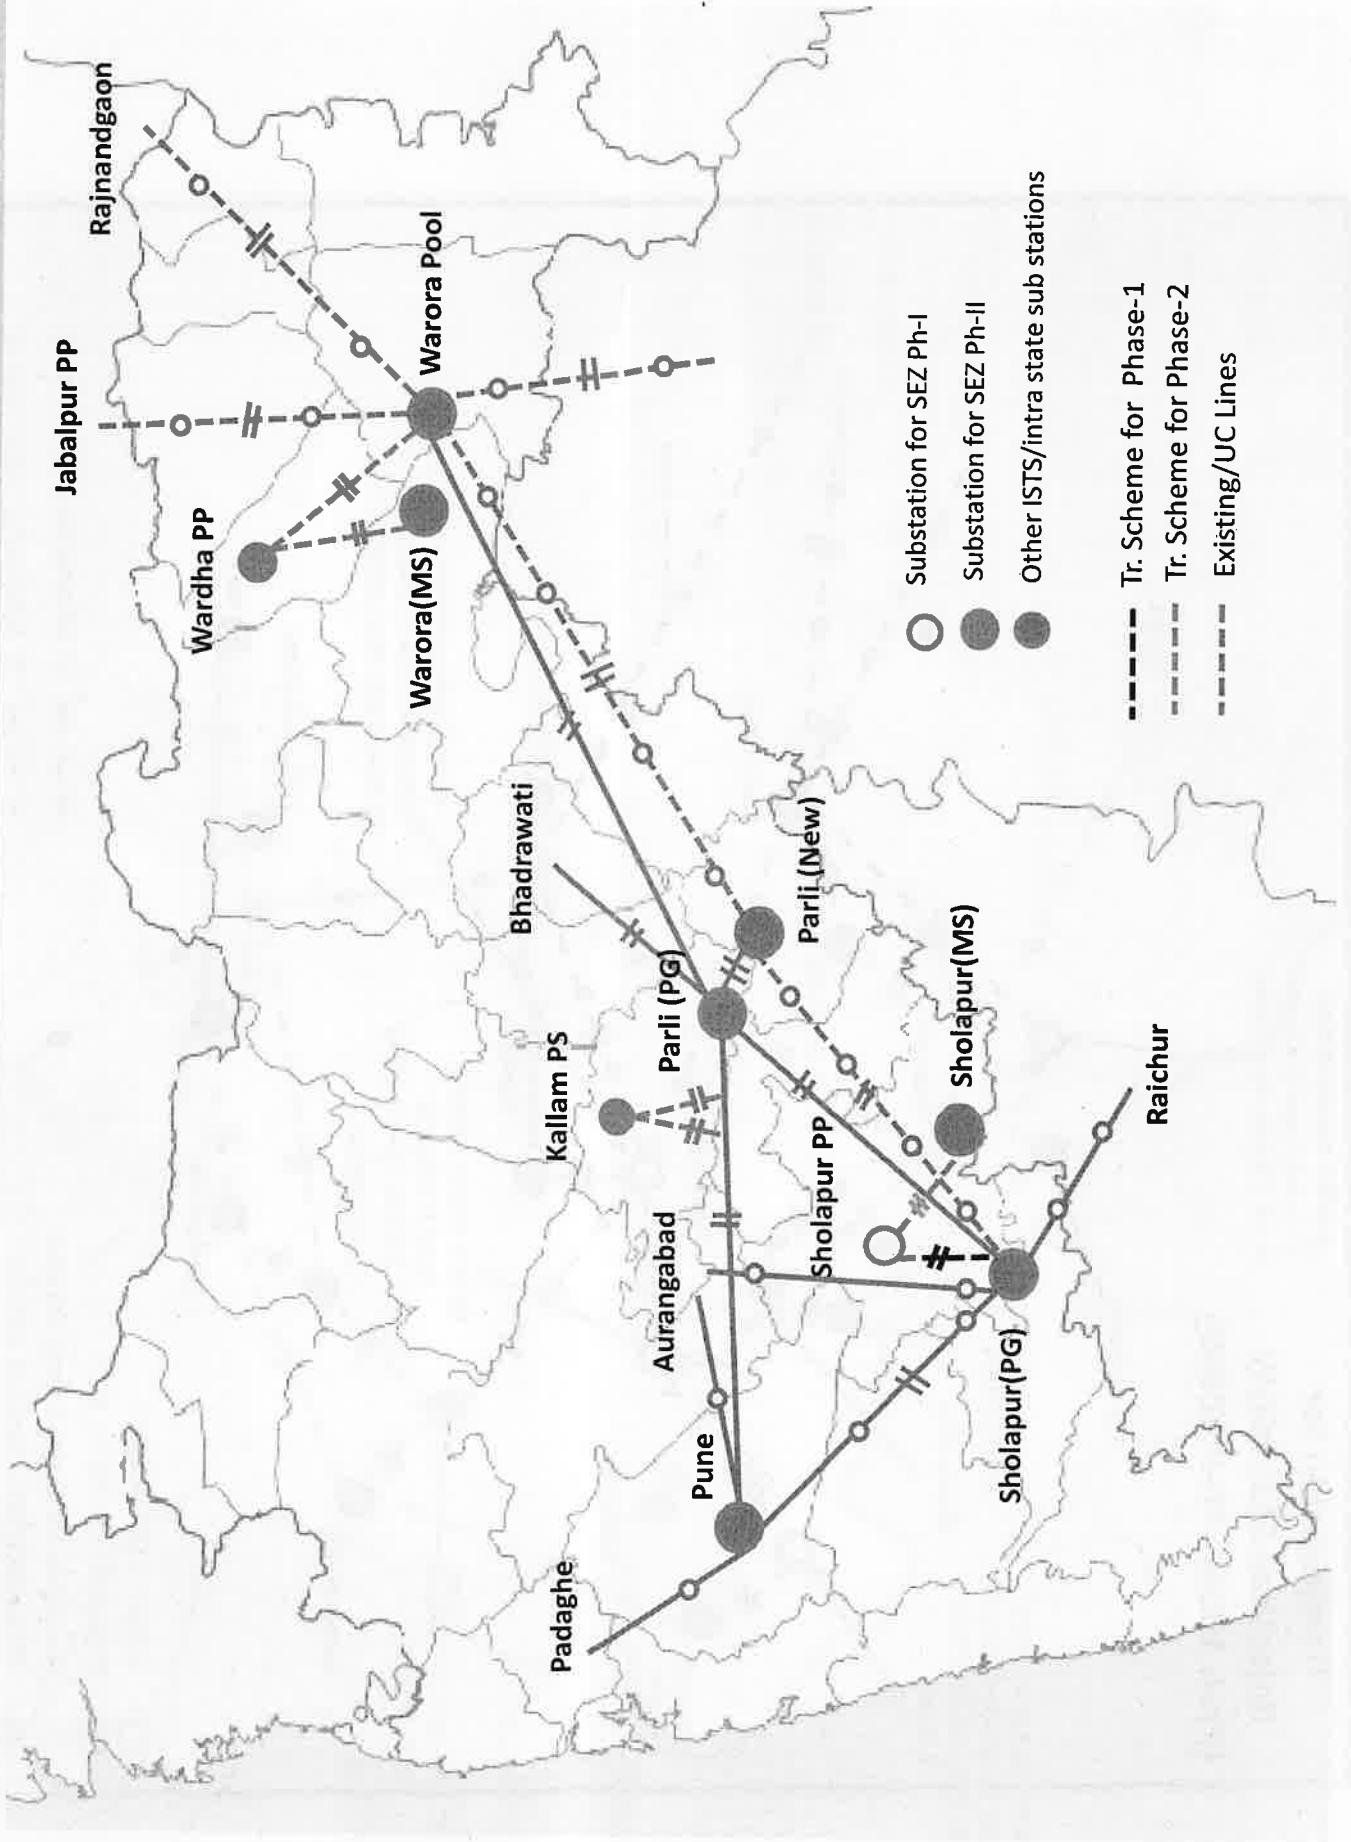 Rajnandgaon
Jabalpur PP
Warora Pool
Wardha PP
Warora(MS)
Bhadrawati
Parli (New)
Parli (PG)
Kallam PS
Sholapur(MS)
Sholapur PP
Raichur
Aurangabad
Pune
Sholapur(PG)
Padaghe
Substation for SEZ Ph-I
Substation for SEZ Ph-II
Other ISTS/intra state sub stations
Tr. Scheme for Phase-1
Tr. Scheme for Phase-2
Existing/UC Lines